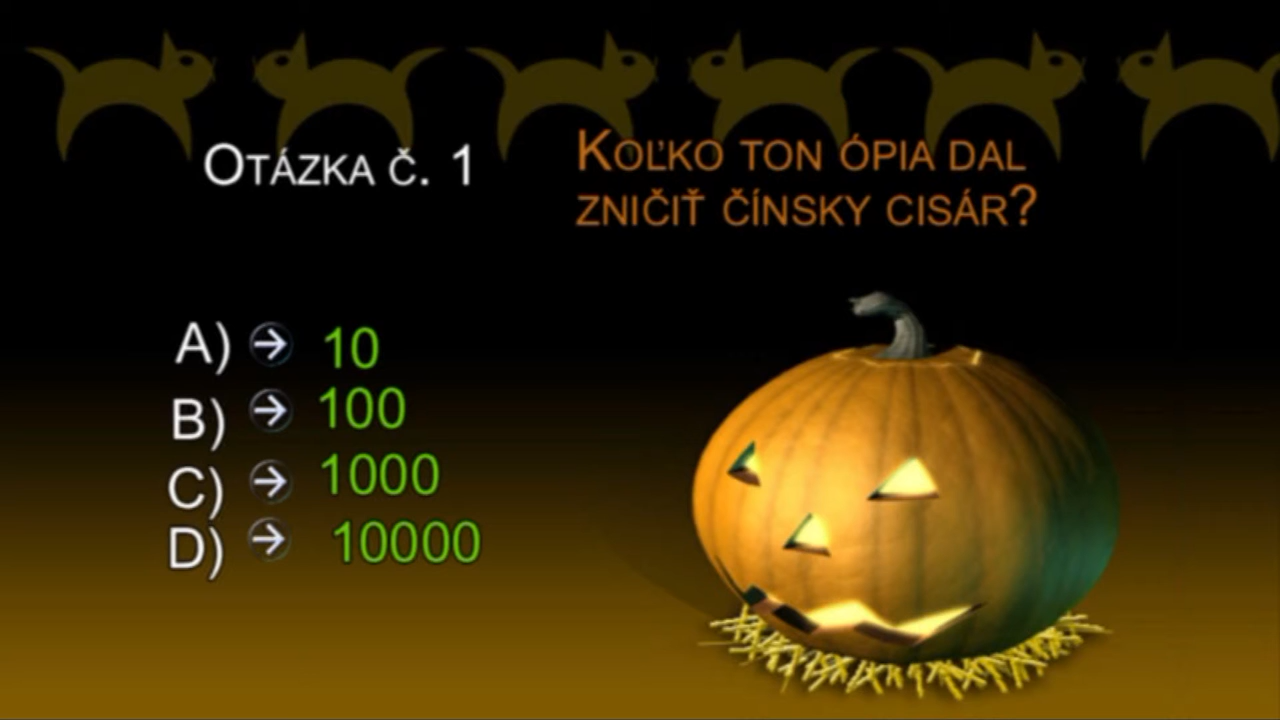 Otázka č. 1
Koľko ton ópia dal
zničiť čínsky cisár?
A) 10
B) 100
C) 1000
D) 10000